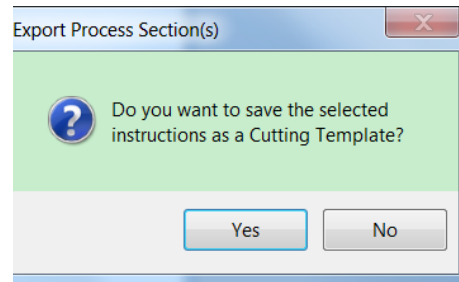 Export Process Section(s)
X
Do you want to save the selected
instructions as a Cutting Template?
Yes
No